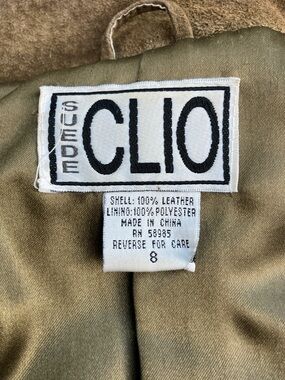 SUEDE
CLIO
SHELL: 100% LEATHER
LINING: 100% POLYESTER
MADE IN CHINA
RN 58985
REVERSE FOR CARE
8